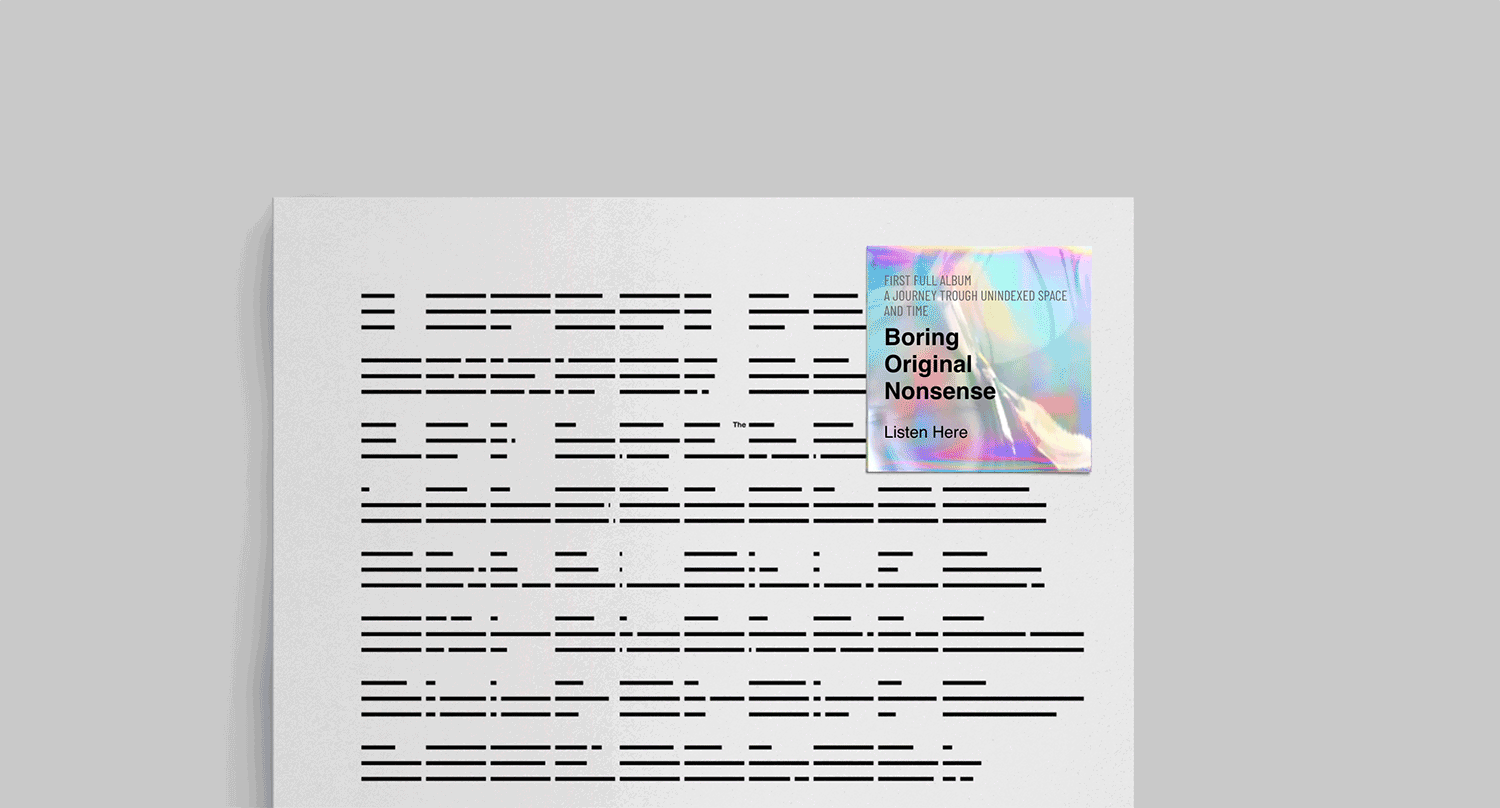 FIRST FULL ALBUM
A JOURNEY TROUGH UNINDEXED SPACE
AND TIME
Boring
Original
Nonsense
Listen Here
The